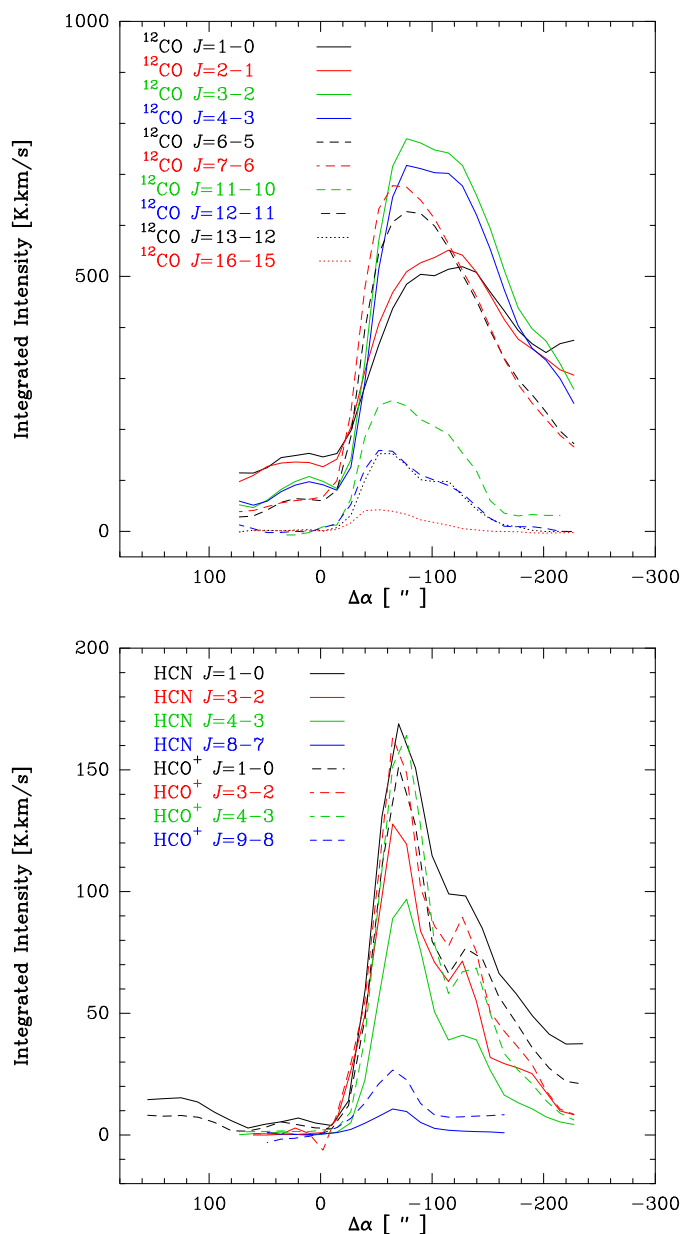 1000
500
0
Integrated Intensity [K.km/s]
¹²CO J=1−0
¹²CO J=2−1
¹²CO J=3−2
¹²CO J=4−3
¹²CO J=6−5
¹²CO J=7−6
¹²CO J=11−10
¹²CO J=12−11
¹²CO J=13−12
¹²CO J=16−15
100 0 −100 −200 −300
Δα [ ″ ]
200
150
100
50
0
Integrated Intensity [K.km/s]
HCN J=1−0
HCN J=3−2
HCN J=4−3
HCN J=8−7
HCO⁺ J=1−0
HCO⁺ J=3−2
HCO⁺ J=4−3
HCO⁺ J=9−8
100 0 −100 −200 −300
Δα [ ″ ]